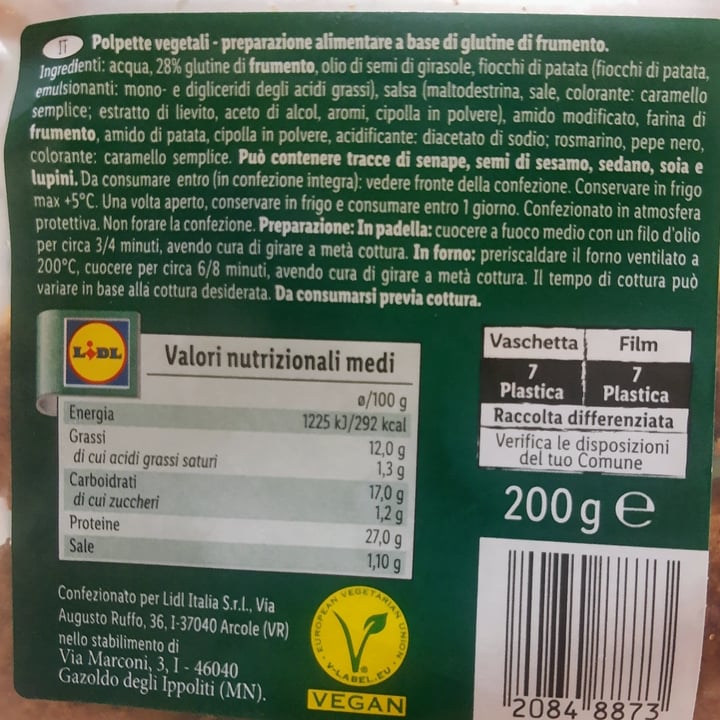 IT Polpette vegetali - preparazione alimentare a base di glutine di frumento.
Ingredienti: acqua, 28% glutine di frumento, olio di semi di girasole, fiocchi di patata (fiocchi di patata,
emulsionanti: mono- e digliceridi degli acidi grassi), salsa (maltodestrina, sale, colorante: caramello
semplice; estratto di lievito, aceto di alcol, aromi, cipolla in polvere), amido modificato, farina di
frumento, amido di patata, cipolla in polvere, acidificante: diacetato di sodio; rosmarino, pepe nero,
colorante: caramello semplice. Può contenere tracce di senape, semi di sesamo, sedano, soia e
lupini. Da consumare entro (in confezione integra): vedere fronte della confezione. Conservare in frigo
max +5°C. Una volta aperto, conservare in frigo e consumare entro 1 giorno. Confezionato in atmosfera
protettiva. Non forare la confezione. Preparazione: In padella: cuocere a fuoco medio con un filo d'olio
per circa 3/4 minuti, avendo cura di girare a metà cottura. In forno: preriscaldare il forno ventilato a
200°C, cuocere per circa 6/8 minuti, avendo cura di girare a metà cottura. Il tempo di cottura può
variare in base alla cottura desiderata. Da consumarsi previa cottura.
LIDL
Valori nutrizionali medi
ø/100 g
Energia 1225 kJ/292 kcal
Grassi 12,0 g
di cui acidi grassi saturi 1,3 g
Carboidrati 17,0 g
di cui zuccheri 1,2 g
Proteine 27,0 g
Sale 1,10 g
Vaschetta Film
7 7
Plastica Plastica
Raccolta differenziata
Verifica le disposizioni
del tuo Comune
200 g e
Confezionato per Lidl Italia S.r.l., Via
Augusto Ruffo, 36, I-37040 Arcole (VR)
nello stabilimento di
Via Marconi, 3, I - 46040
Gazoldo degli Ippoliti (MN).
EUROPEAN VEGETARIAN UNION
V-LABEL.EU
VEGAN
2084 8873